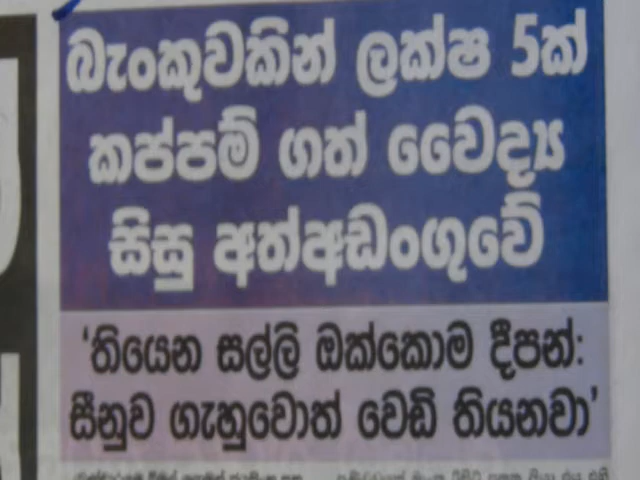 බැංකුවකින් ලක්ෂ 5ක්
කප්පම් ගත් වෛද්‍ය
සිසු අත්අඩංගුවේ
‘තියෙන සල්ලි ඔක්කොම දීපන්:
සීනුව ගැහුවොත් වෙඩි තියනවා’